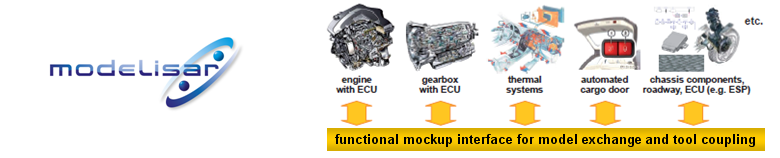 modelisar
etc.
engine
with ECU
gearbox
with ECU
thermal
systems
automated
cargo door
chassis components,
roadway, ECU (e.g. ESP)
functional mockup interface for model exchange and tool coupling